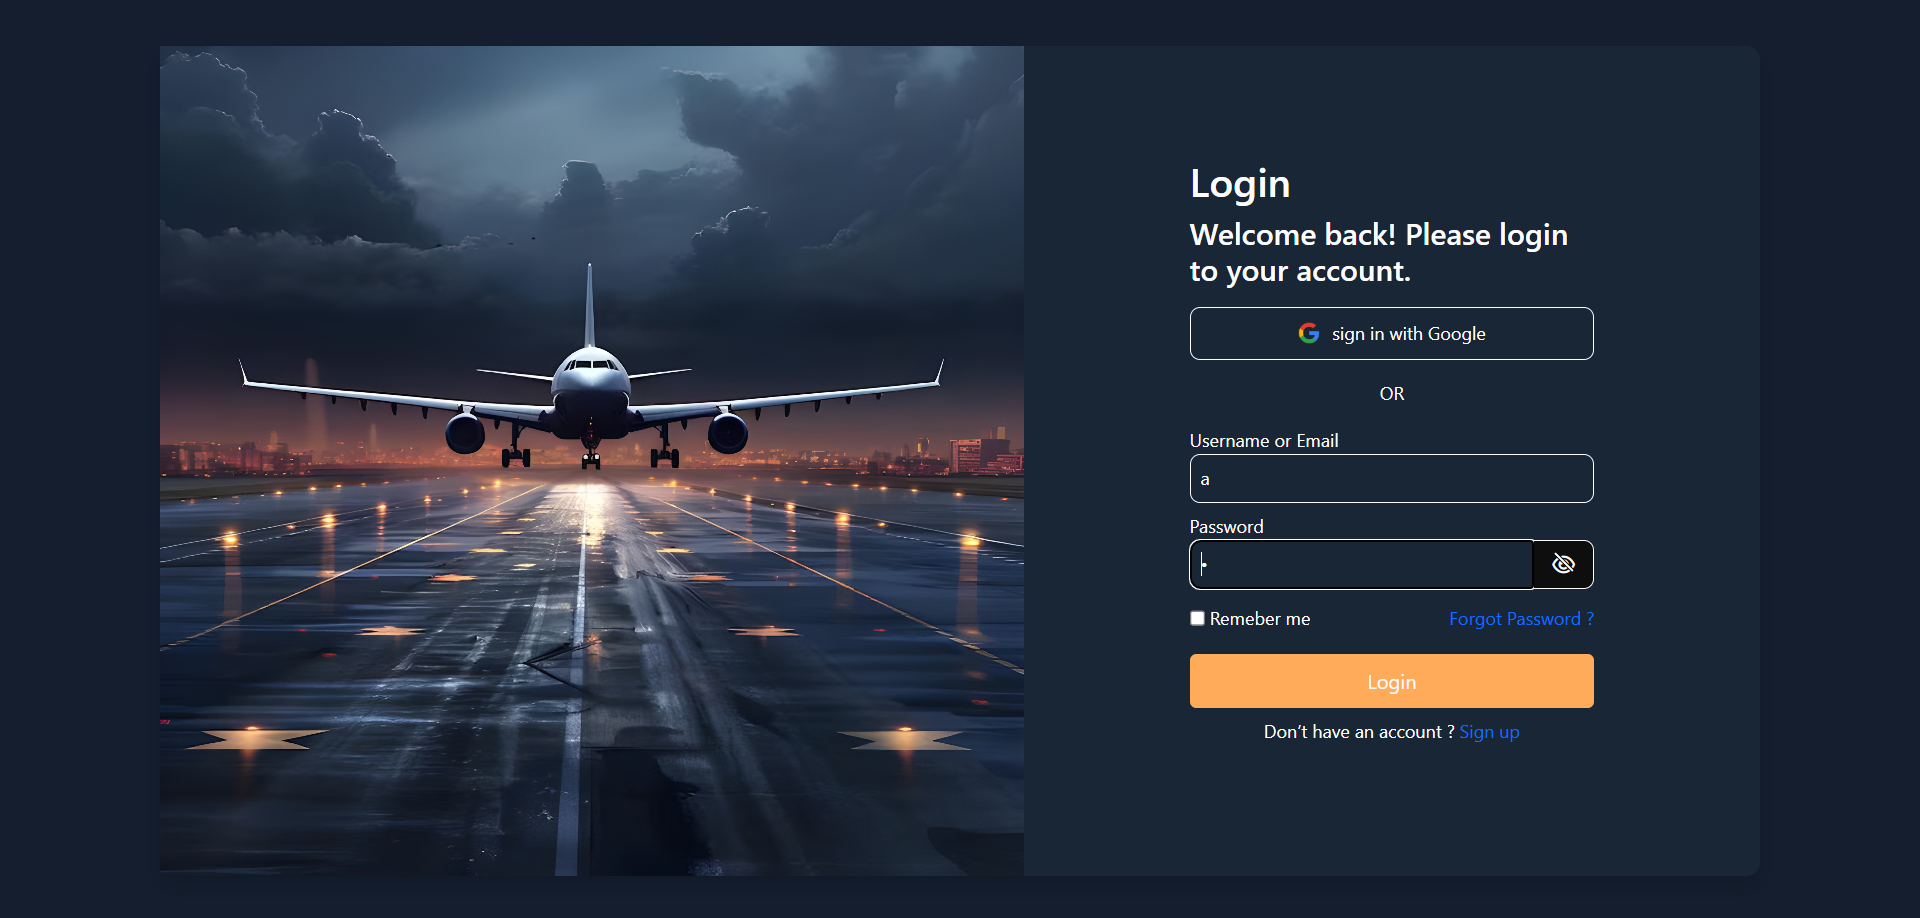 Login
Welcome back! Please login
to your account.
sign in with Google
OR
Username or Email
a
Password
•
Remeber me
Forgot Password ?
Login
Don’t have an account ? Sign up